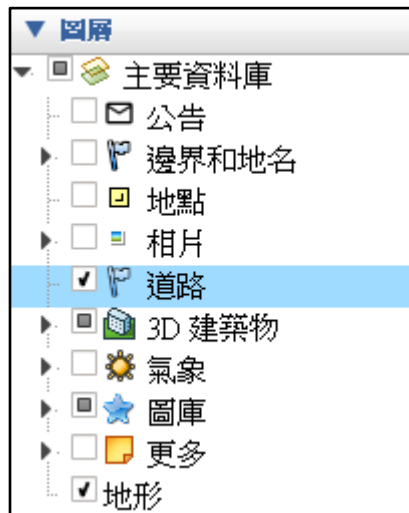 圖層
主要資料庫
公告
邊界和地名
地點
相片
道路
3D 建築物
氣象
圖庫
更多
地形